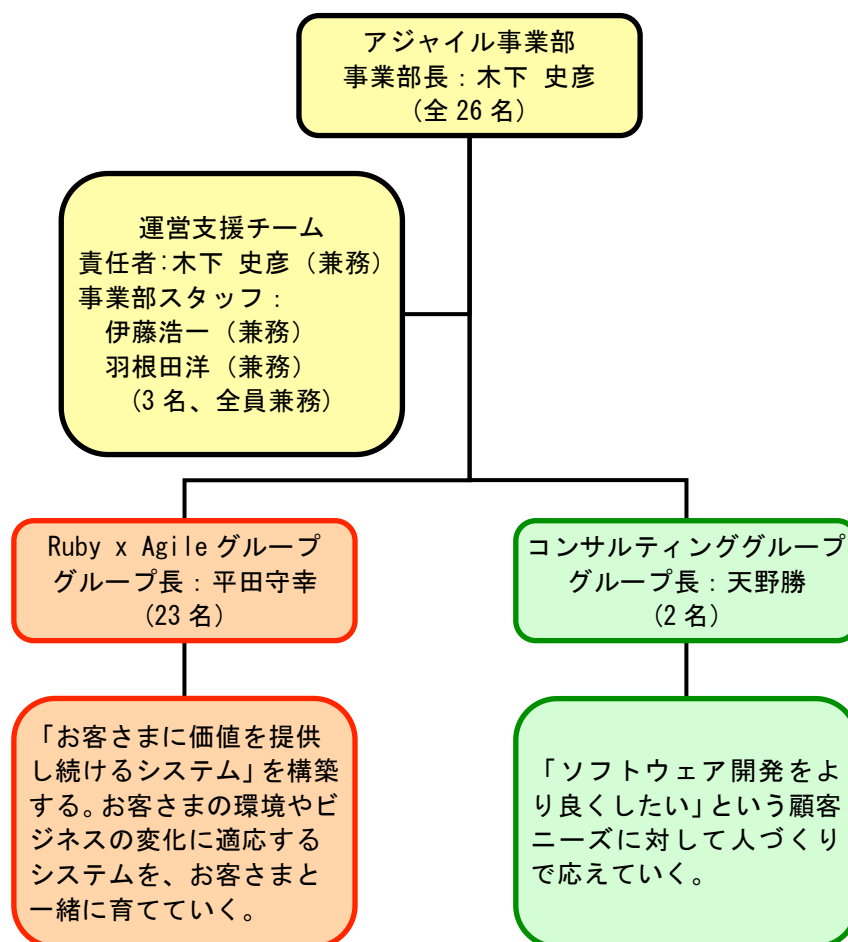 アジャイル事業部
事業部長：木下 史彦
(全 26 名)
運営支援チーム
責任者:木下 史彦（兼務）
事業部スタッフ：
伊藤浩一（兼務）
羽根田洋（兼務）
(3 名、全員兼務)
Ruby x Agile グループ
グループ長：平田守幸
(23 名)
コンサルティンググループ
グループ長：天野勝
(2 名)
「お客さまに価値を提供
し続けるシステム」を構築
する。お客さまの環境やビ
ジネスの変化に適応する
システムを、お客さまと
一緒に育てていく。
「ソフトウェア開発をよ
り良くしたい」という顧客
ニーズに対して人づくり
で応えていく。